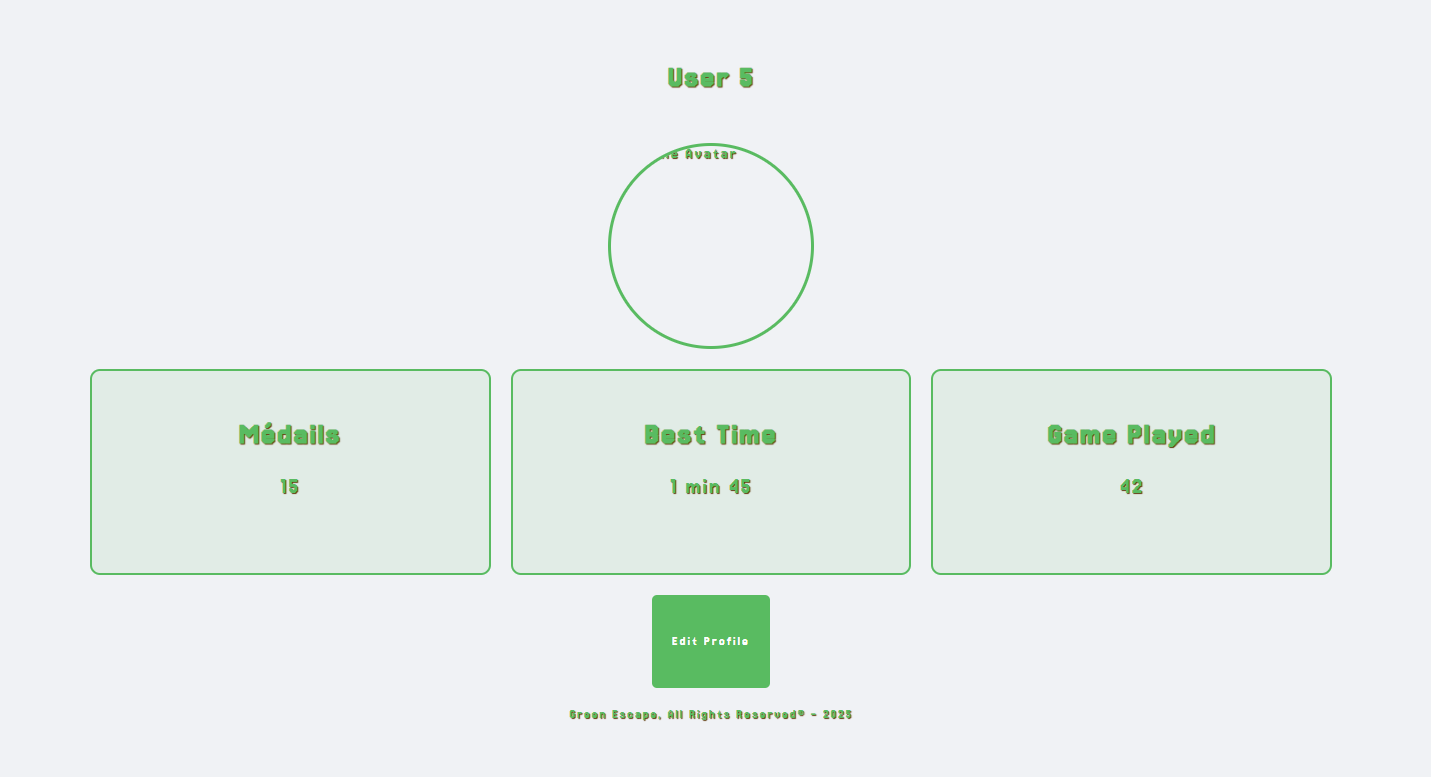 User 5
Avatar
Médails
15
Best Time
1 min 45
Game Played
42
Edit Profile
Green Escape, All Rights Reserved® - 2025